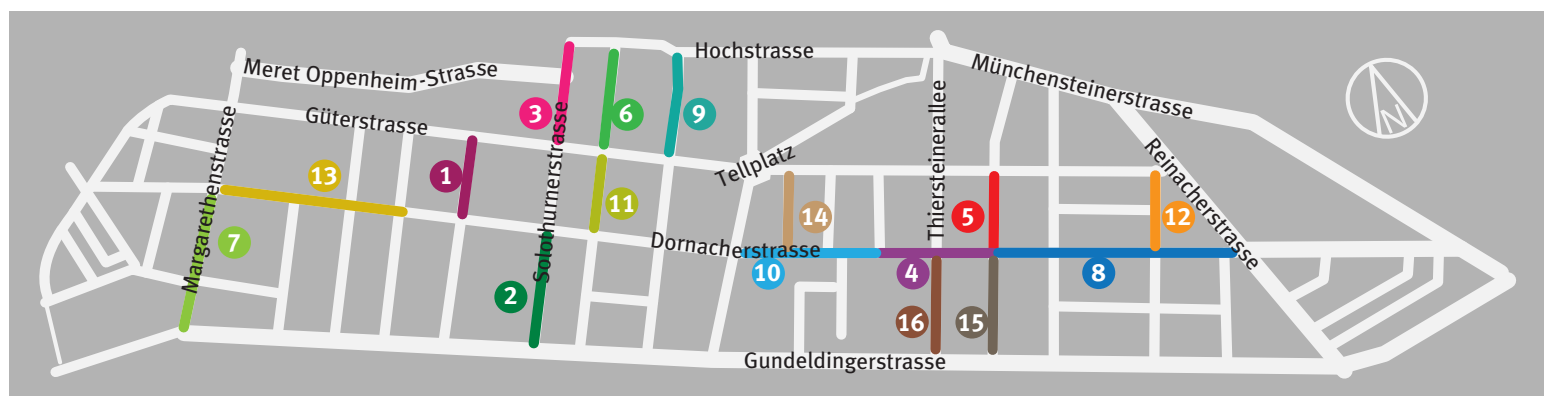 Hochstrasse
Münchensteinerstrasse
Meret Oppenheim-Strasse
Güterstrasse
Margarethenstrasse
Solothurnerstrasse
Tellplatz
Thiersteinerallee
Reinacherstrasse
Dornacherstrasse
Gundeldingerstrasse
N
3
6
9
13
1
11
14
5
12
7
2
10
4
8
16
15